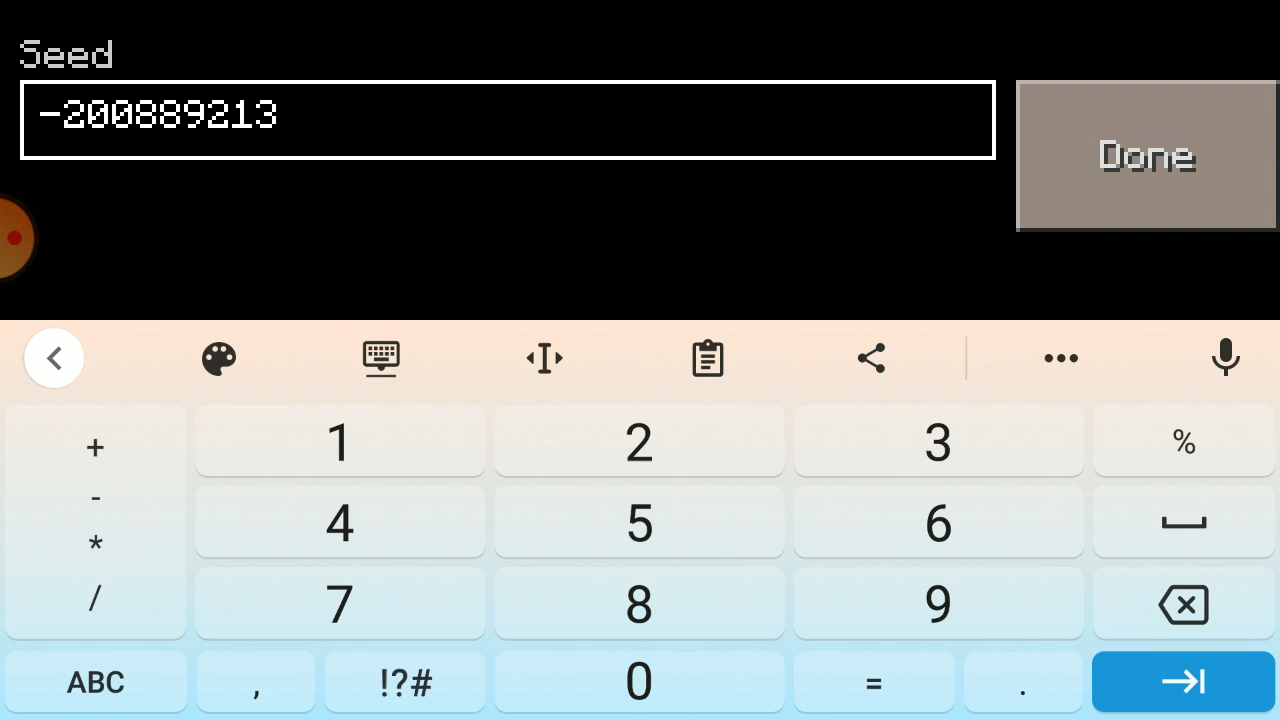 Seed
-200889213
Done
+ 1 2 3 %
-
4 5 6
*
/ 7 8 9
ABC , !?# 0 = .